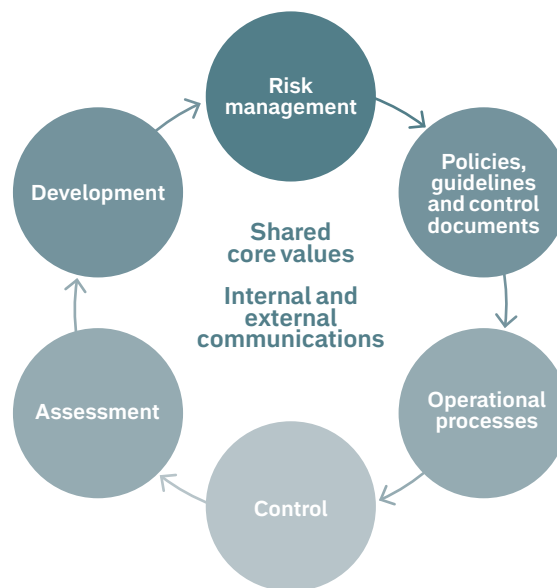 Risk
management
Policies,
guidelines
and control
documents
Development
Shared
core values
Internal and
external
communications
Assessment
Operational
processes
Control